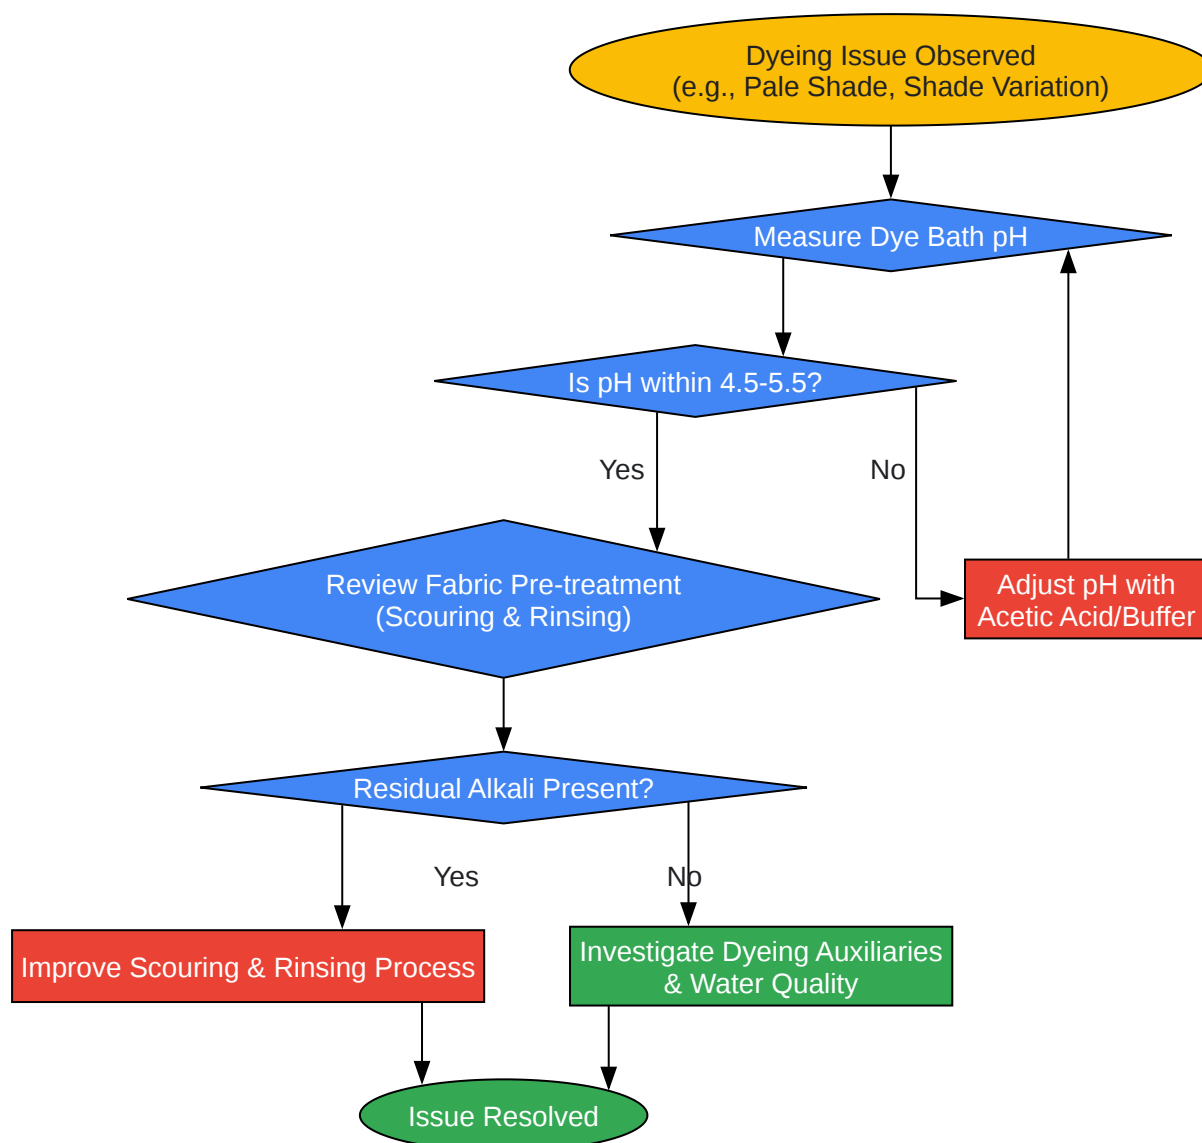 Dyeing Issue Observed
(e.g., Pale Shade, Shade Variation)
Measure Dye Bath pH
Is pH within 4.5-5.5?
Yes
No
Review Fabric Pre-treatment
(Scouring & Rinsing)
Adjust pH with
Acetic Acid/Buffer
Residual Alkali Present?
Yes
No
Improve Scouring & Rinsing Process
Investigate Dyeing Auxiliaries
& Water Quality
Issue Resolved